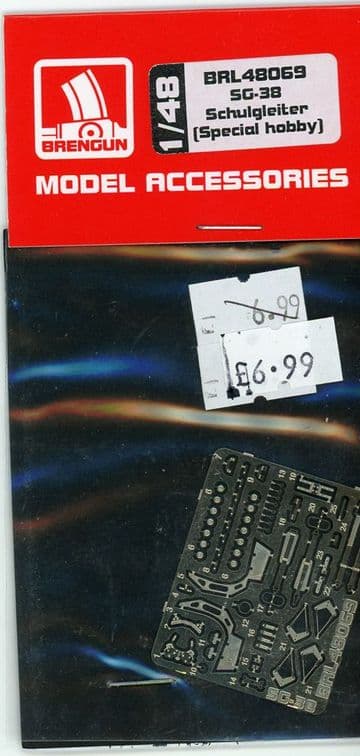 BRENGUN
1/48
BRL48069
SG-38
Schulgleiter
(Special hobby)
MODEL ACCESSORIES
6.99
£6.99
SG-38 BRL48069